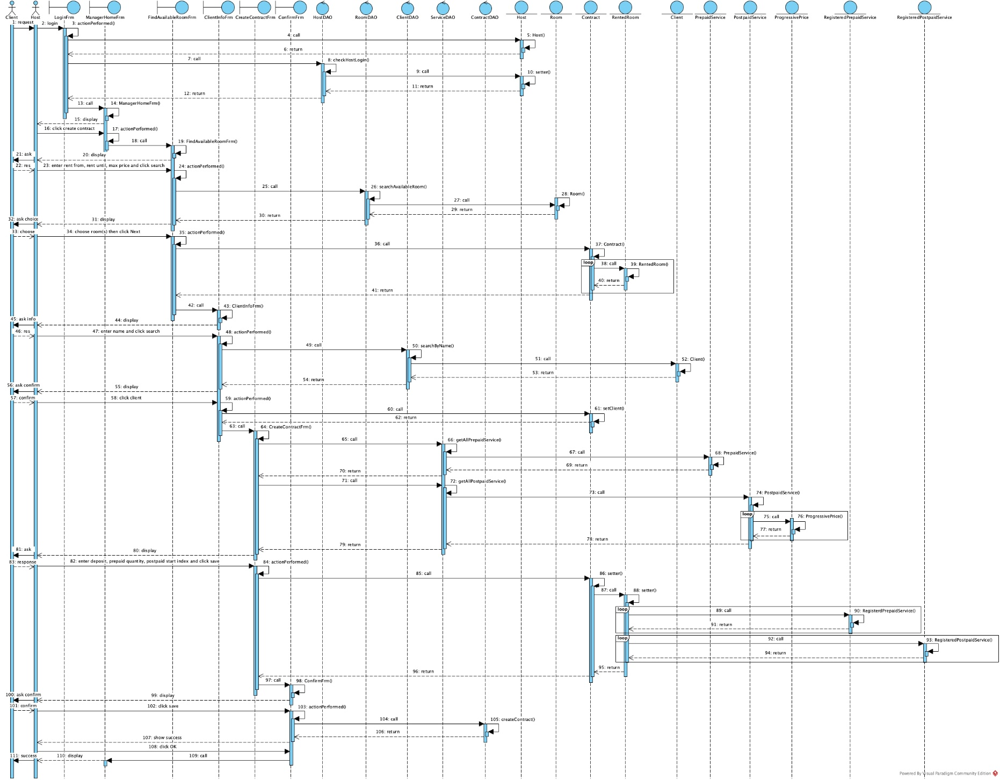 Client Host LoginFrm ManagerHomeFrm FindAvailableRoomFrm ClientInfoFrm CreateContractFrm ConfirmFrm HostDAO RoomDAO ClientDAO ServiceDAO ContractDAO Host Room Contract RentedRoom Client PrepaidService PostpaidService ProgressivePrice RegisteredPrepaidService RegisteredPostpaidService
1: request
2: login
3: actionPerformed()
4: call
5: Host()
6: return
7: call
8: checkHostLogin()
9: call
10: setter()
11: return
12: return
13: call
14: ManagerHomeFrm()
15: display
16: click create contract
17: actionPerformed()
18: call
19: FindAvailableRoomFrm()
20: display
21: ask
22: res
23: enter rent from, rent until, max price and click search
24: actionPerformed()
25: call
26: searchAvailableRoom()
27: call
28: Room()
29: return
30: return
31: display
32: ask choice
33: choose
34: choose room(s) then click Next
35: actionPerformed()
36: call
37: Contract()
loop
38: call
39: RentedRoom()
40: return
41: return
42: call
43: ClientInfoFrm()
44: display
45: ask info
46: res
47: enter name and click search
48: actionPerformed()
49: call
50: searchByName()
51: call
52: Client()
53: return
54: return
55: display
56: ask confirm
57: confirm
58: click client
59: actionPerformed()
60: call
61: setClient()
62: return
63: call
64: CreateContractFrm()
65: call
66: getAllPrepaidService()
67: call
68: PrepaidService()
69: return
70: return
71: call
72: getAllPostpaidService()
73: call
74: PostpaidService()
loop
75: call
76: ProgressivePrice()
77: return
78: return
79: return
80: display
81: ask
83: response
82: enter deposit, prepaid quantity, postpaid start index and click save
84: actionPerformed()
85: call
86: setter()
87: call
88: setter()
loop
89: call
90: RegisterdPrepaidService()
91: return
loop
92: call
93: RegisteredPostpaidService()
94: return
95: return
96: return
97: call
98: ConfirmFrm()
99: display
100: ask confirm
101: confirm
102: click save
103: actionPerformed()
104: call
105: createContract()
106: return
107: show success
108: click OK
109: call
110: display
111: success
Powered By Visual Paradigm Community Edition